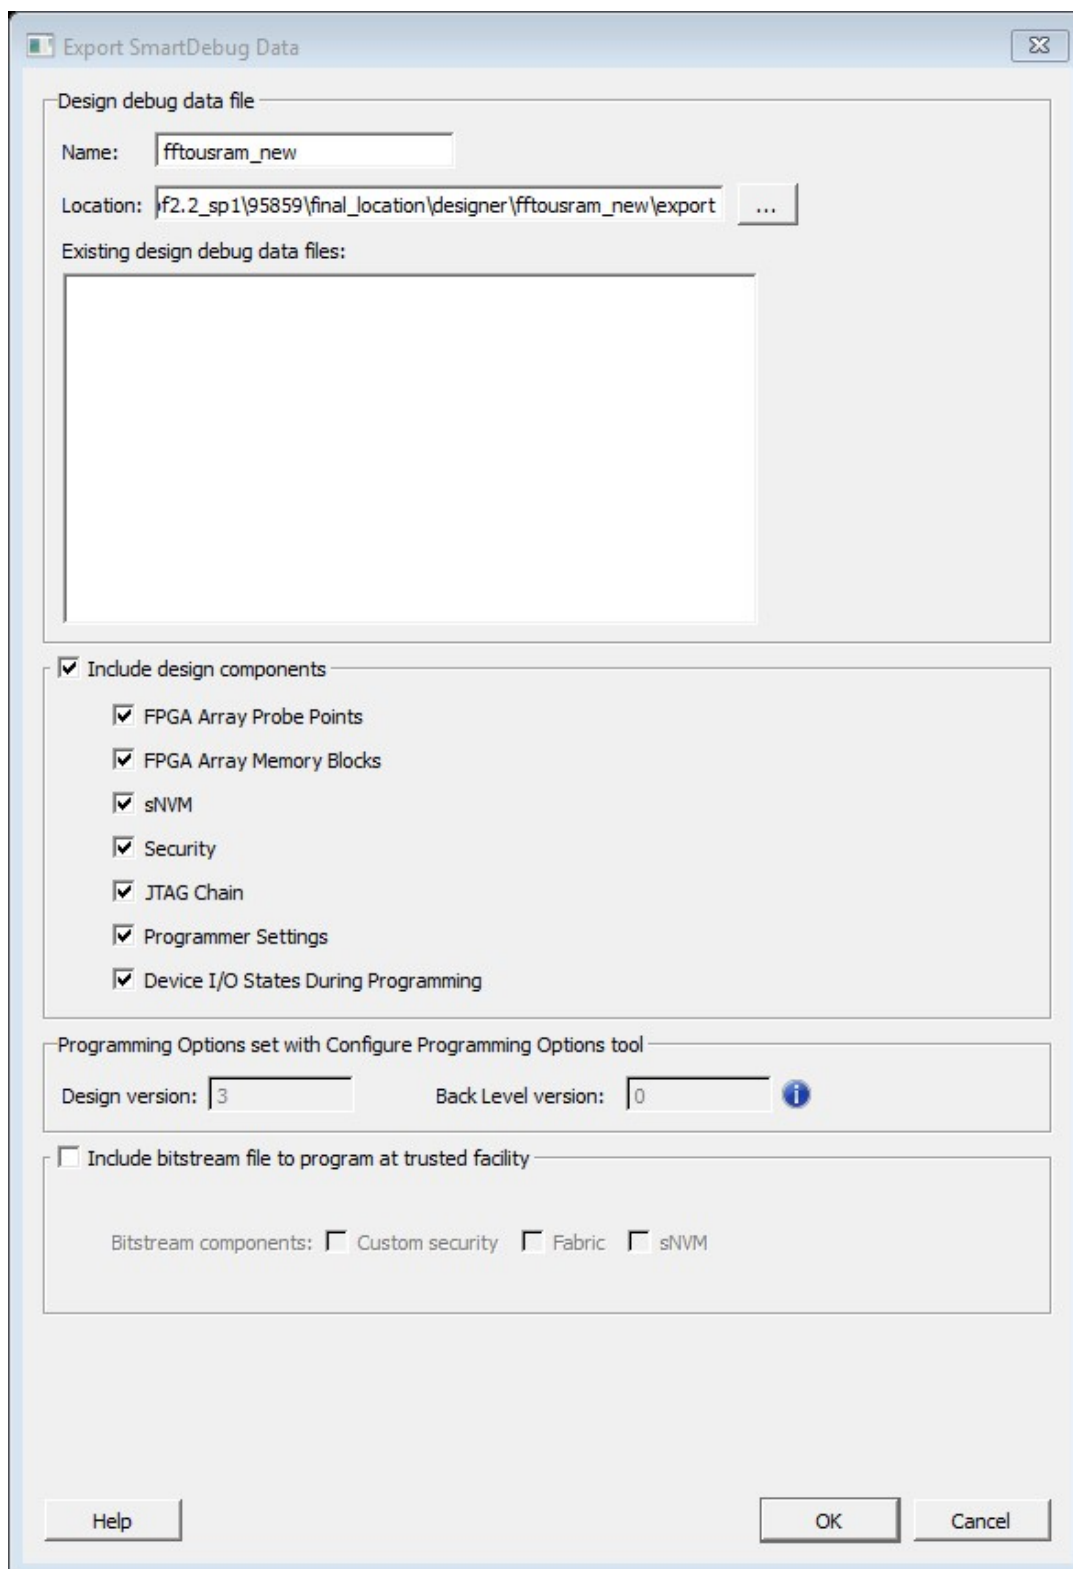 Export SmartDebug Data
Design debug data file
Name: fftousram_new
Location: of2.2_sp1\95859\final_location\designer\fftousram_new\export ...
Existing design debug data files:
Include design components
FPGA Array Probe Points
FPGA Array Memory Blocks
sNVM
Security
JTAG Chain
Programmer Settings
Device I/O States During Programming
Programming Options set with Configure Programming Options tool
Design version: 3 Back Level version: 0
Include bitstream file to program at trusted facility
Bitstream components: Custom security Fabric sNVM
Help OK Cancel